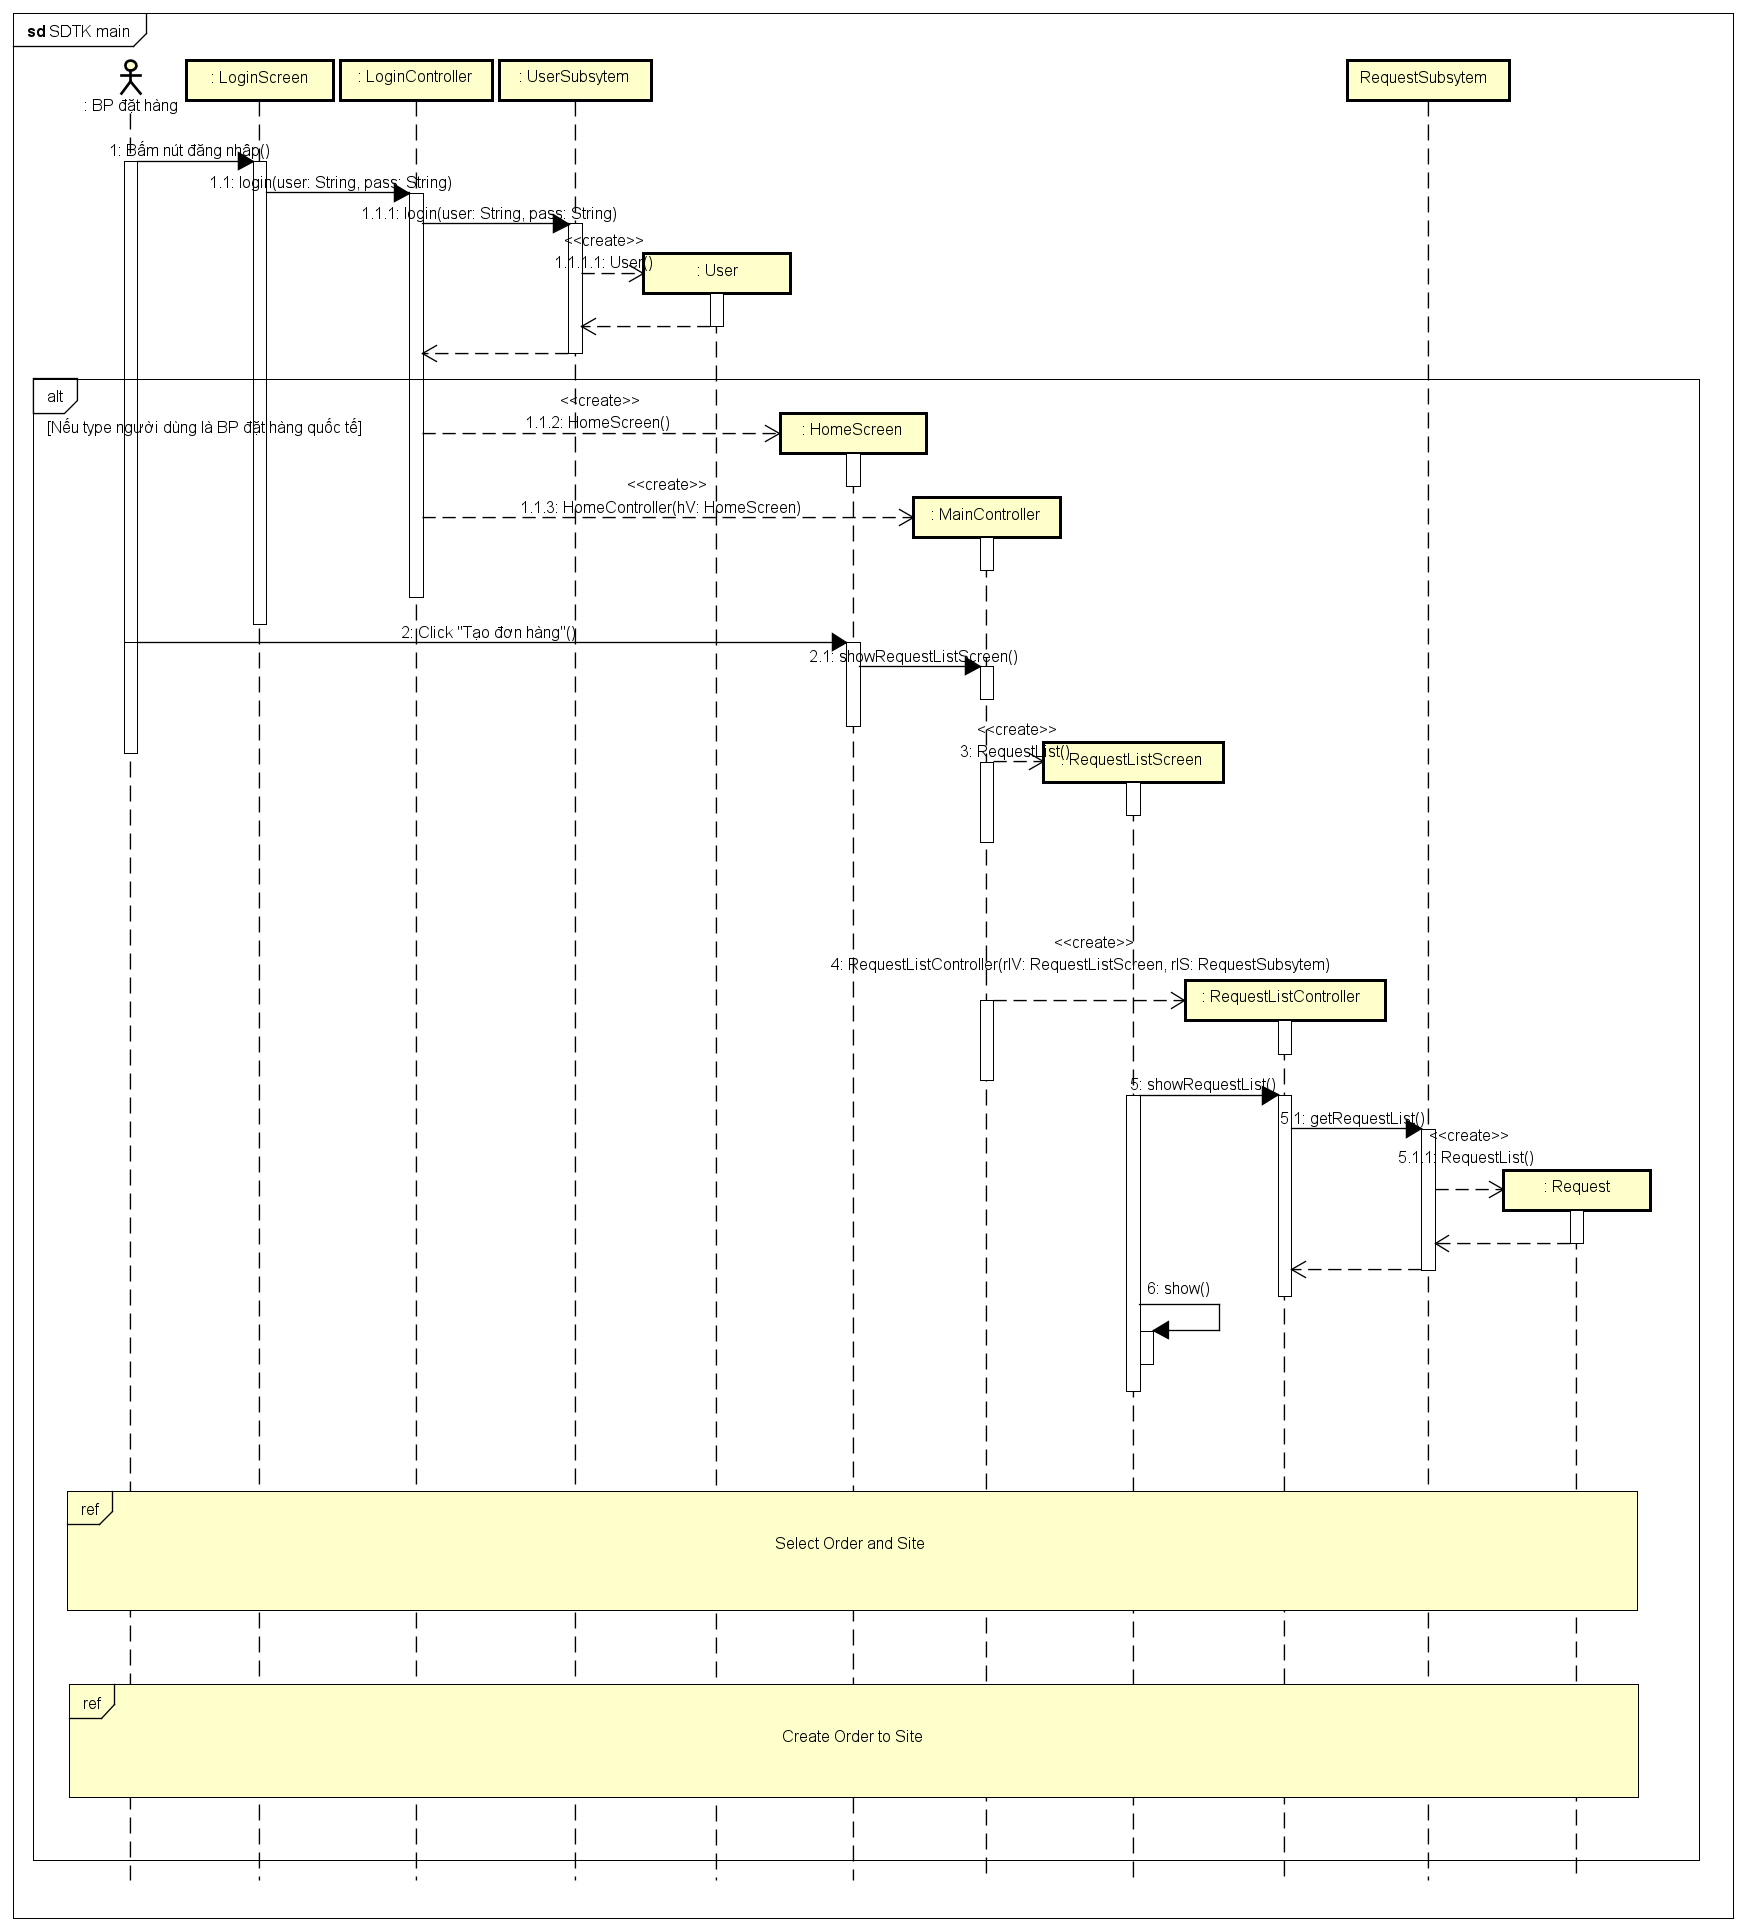 sd SDTK main
: BP đặt hàng
: LoginScreen
: LoginController
: UserSubsytem
RequestSubsytem
1: Bấm nút đăng nhập()
1.1: login(user: String, pass: String)
1.1.1: login(user: String, pass: String)
<<create>>
1.1.1.1: User()
: User
alt
[Nếu type người dùng là BP đặt hàng quốc tế]
<<create>>
1.1.2: HomeScreen()
: HomeScreen
<<create>>
1.1.3: HomeController(hV: HomeScreen)
: MainController
2: Click "Tạo đơn hàng"()
2.1: showRequestListScreen()
<<create>>
3: RequestList()
: RequestListScreen
<<create>>
4: RequestListController(rlV: RequestListScreen, rlS: RequestSubsytem)
: RequestListController
5: showRequestList()
5.1: getRequestList()
<<create>>
5.1.1: RequestList()
: Request
6: show()
ref
Select Order and Site
ref
Create Order to Site